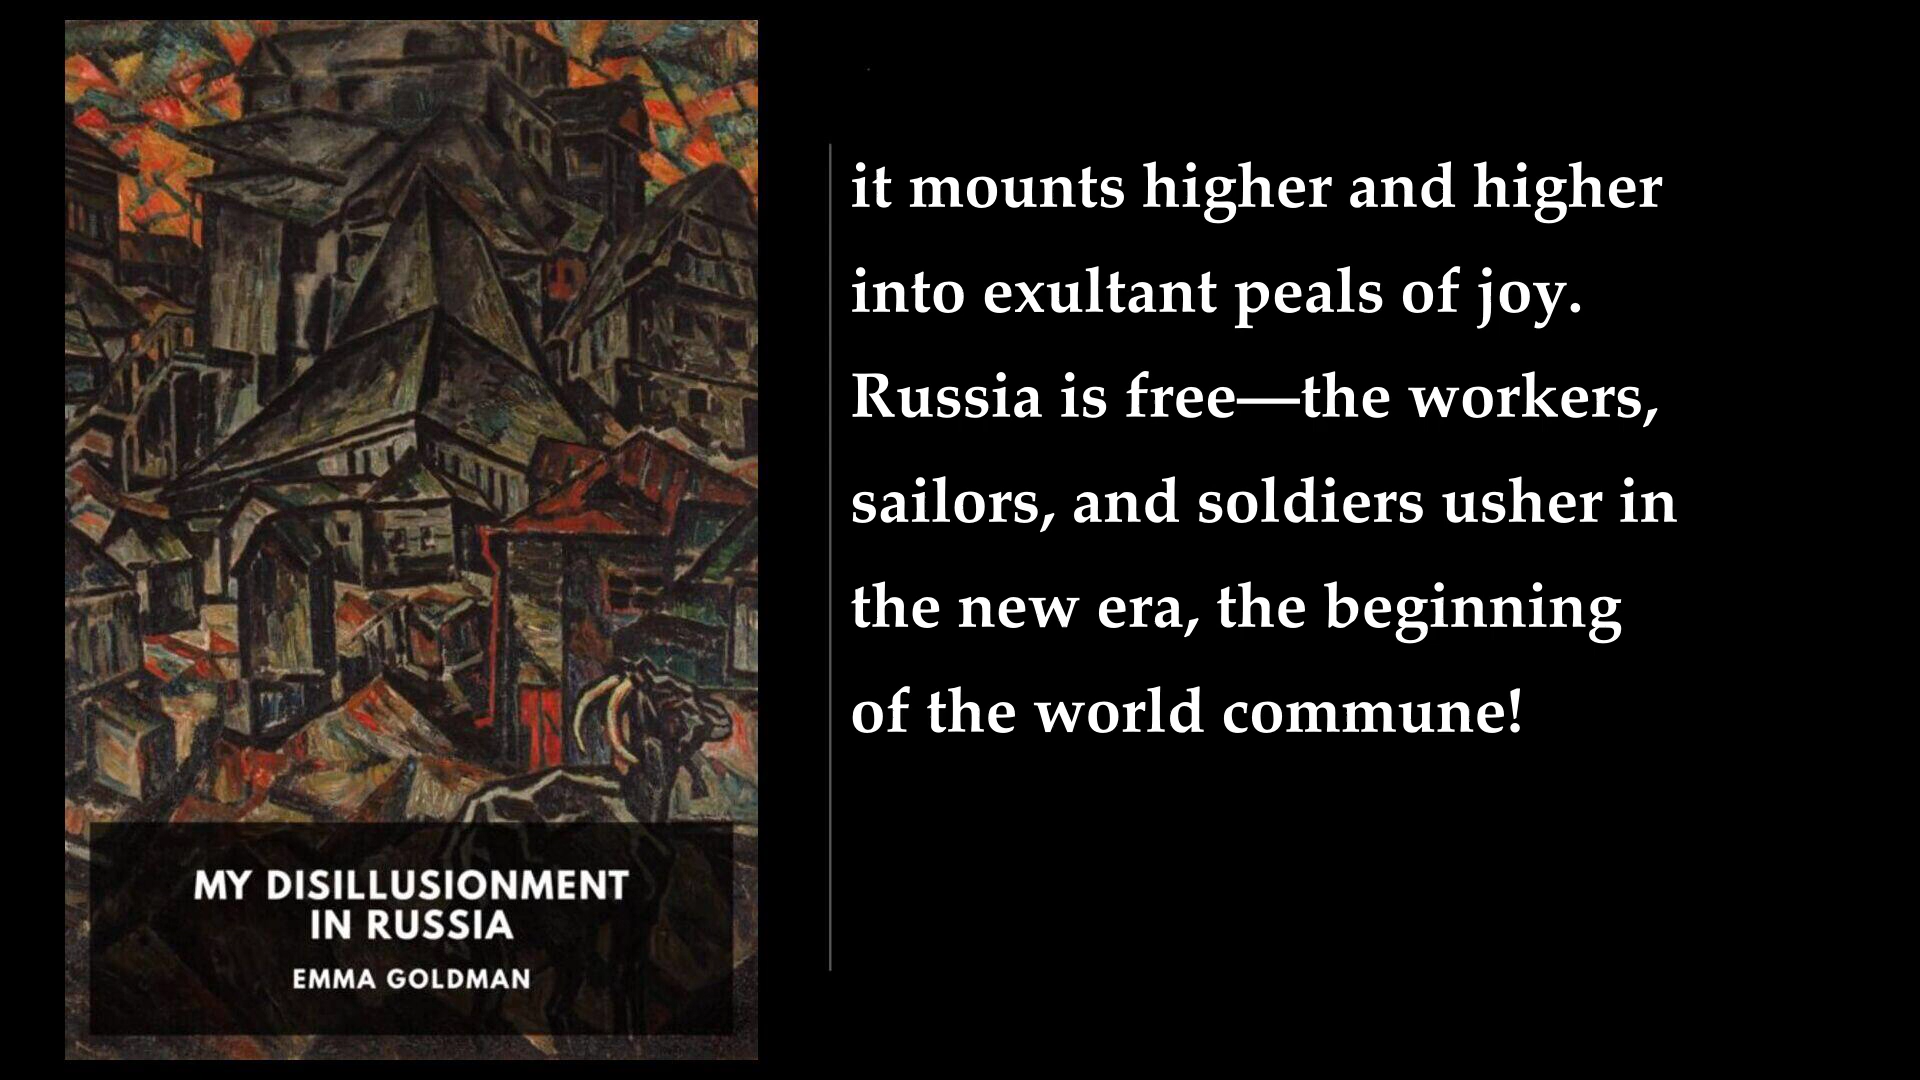 it mounts higher and higher
into exultant peals of joy.
Russia is free—the workers,
sailors, and soldiers usher in
the new era, the beginning
of the world commune!
MY DISILLUSIONMENT
IN RUSSIA
EMMA GOLDMAN